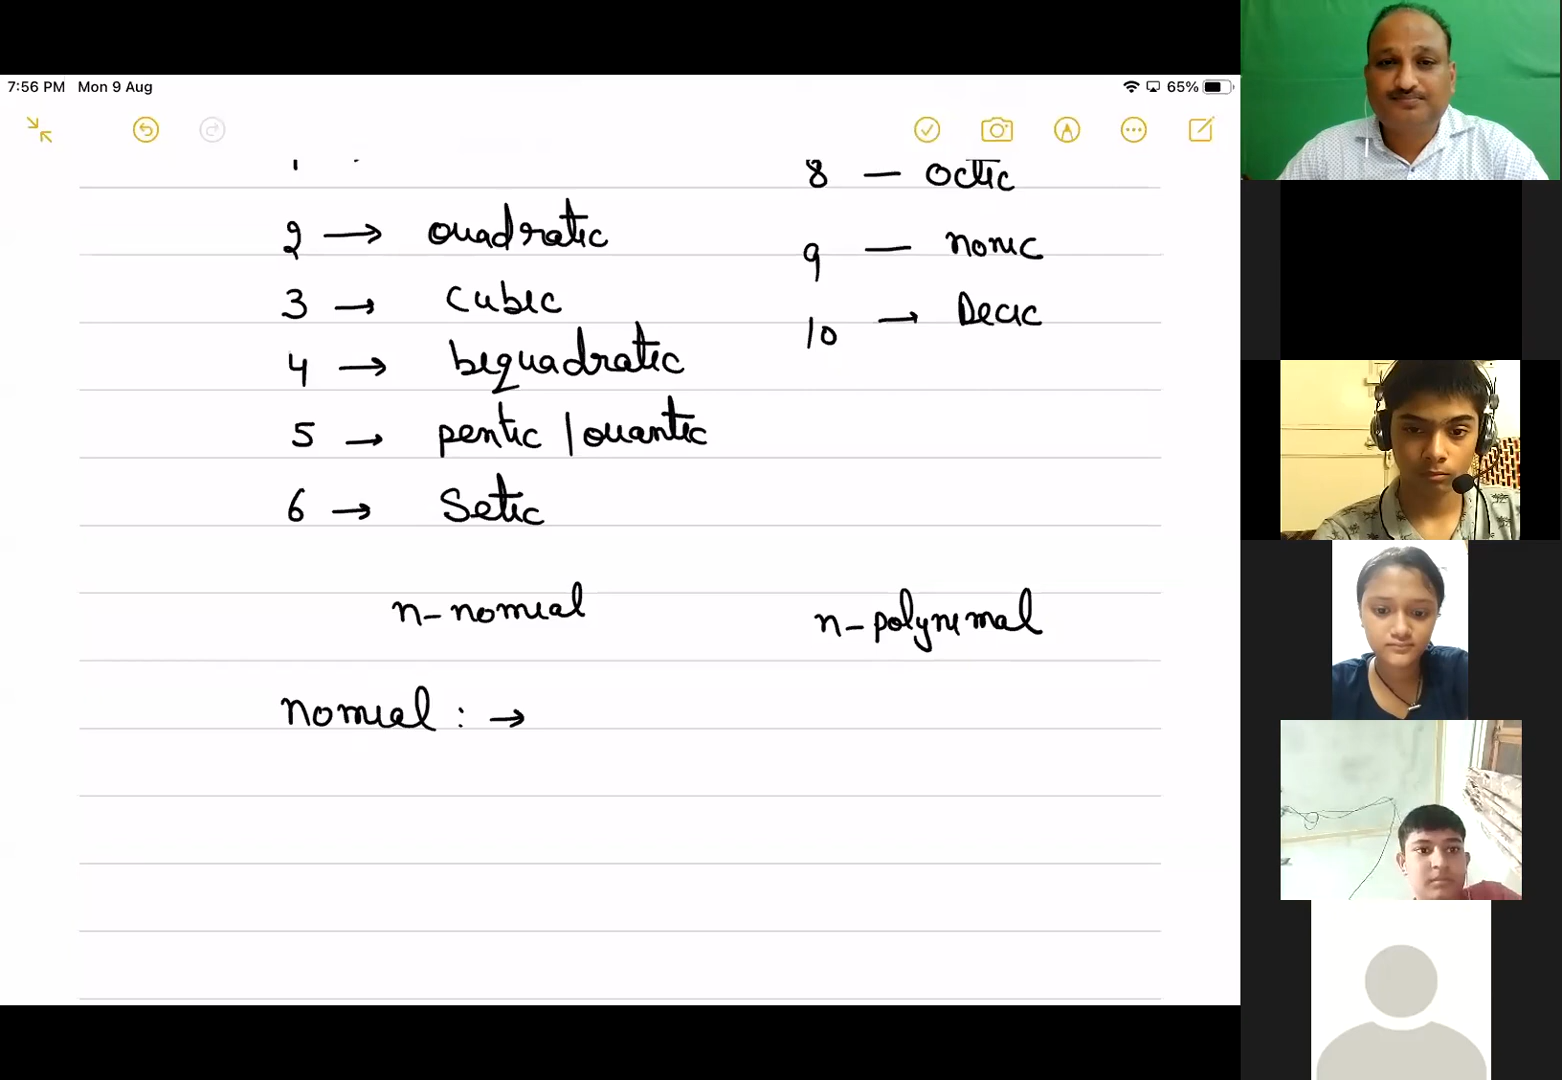 7:56 PM Mon 9 Aug
65%
2 → quadratic
3 → cubic
4 → biquadratic
5 → pentic / quantic
6 → Setic
8 — octic
9 — nonic
10 → Decic
n-nomial
n-polynimal
nomial : →